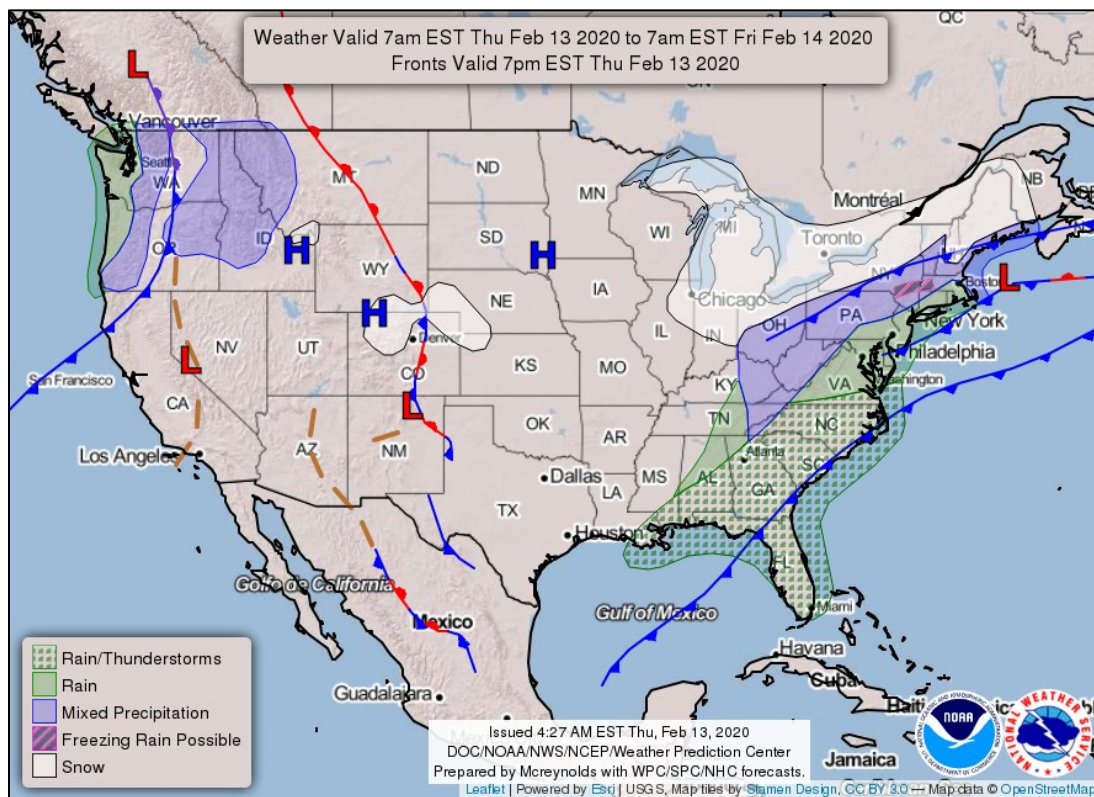 QC
Weather Valid 7am EST Thu Feb 13 2020 to 7am EST Fri Feb 14 2020
Fronts Valid 7pm EST Thu Feb 13 2020
L
Vancouver
WA
MT
ND
MN
NB
Montréal
OR
ID
H
SD
H
WI
MI
Toronto
NY
WY
Boston
L
H
NE
IA
Chicago
New York
Denver
IL
IN
OH
PA
Philadelphia
San Francisco
NV
UT
CO
KS
MO
KY
VA
L
CA
L
OK
TN
NC
Los Angeles
AZ
NM
AR
Atlanta
SC
Dallas
MS
AL
GA
TX
LA
Houston
FL
Golfo de California
Gulf of Mexico
Miami
Mexico
Havana
Cuba
Guadalajara
Jamaica
Rain/Thunderstorms
Rain
Mixed Precipitation
Freezing Rain Possible
Snow
Issued 4:27 AM EST Thu, Feb 13, 2020
DOC/NOAA/NWS/NCEP/Weather Prediction Center
Prepared by Mcreynolds with WPC/SPC/NHC forecasts.
Leaflet | Powered by Esri | USGS, Map tiles by Stamen Design, CC BY 3.0 — Map data © OpenStreetMap
NOAA
NATIONAL WEATHER SERVICE